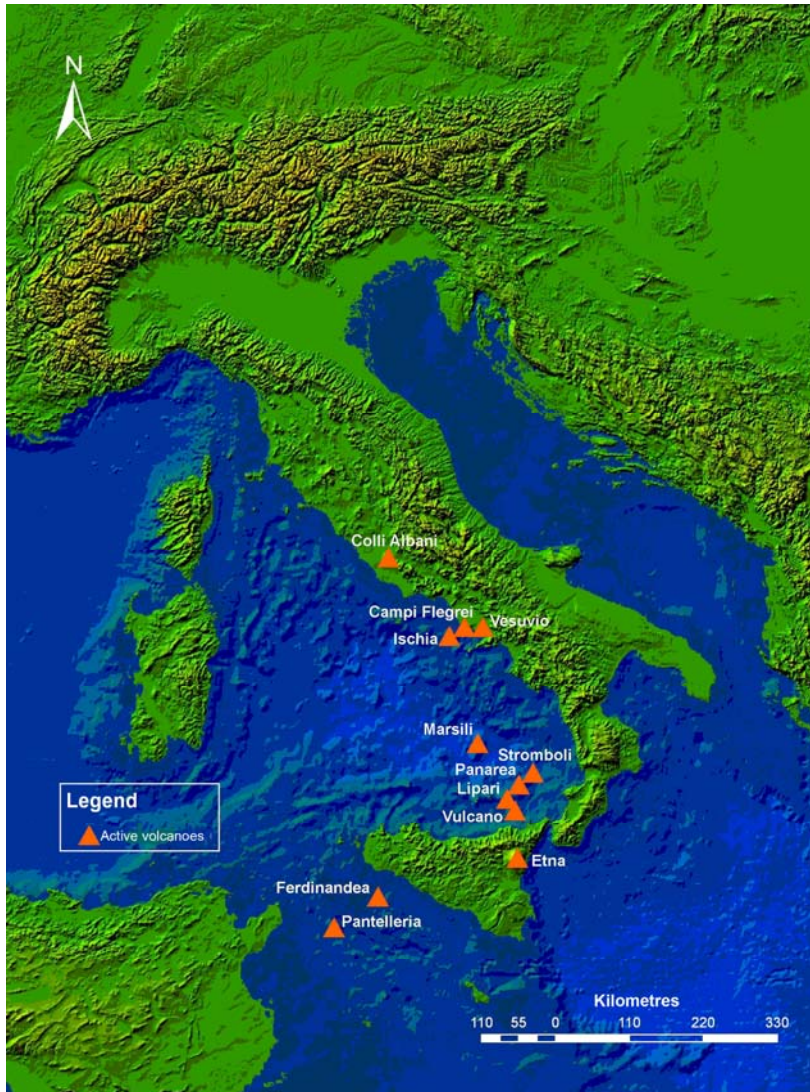 N
Colli Albani
Campi Flegrei
Vesuvio
Ischia
Marsili
Stromboli
Panarea
Lipari
Vulcano
Etna
Ferdinandea
Pantelleria
Legend
Active volcanoes
Kilometres
110 55 0 110 220 330